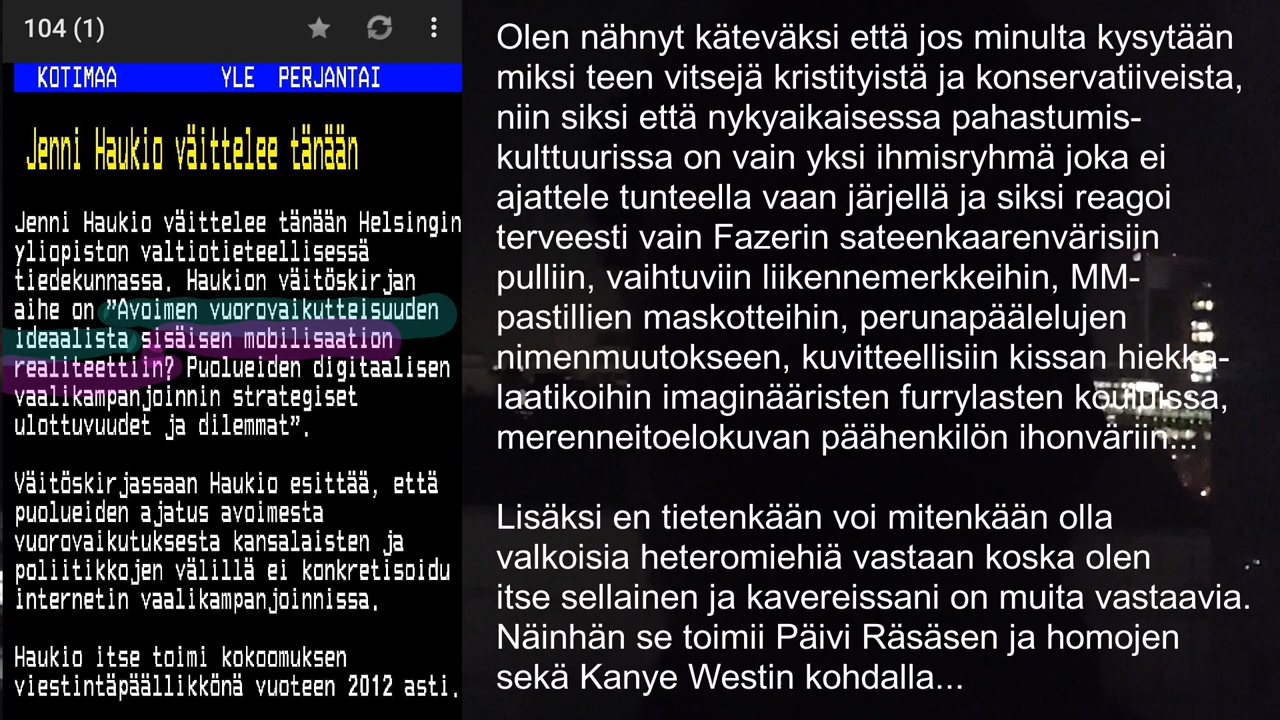 104 (1)
KOTIMAA YLE PERJANTAI
Jenni Haukio väittelee tänään
Jenni Haukio väittelee tänään Helsingin
yliopiston valtiotieteellisessä
tiedekunnassa. Haukion väitöskirjan
aihe on ”Avoimen vuorovaikutteisuuden
ideaalista sisäisen mobilisaation
realiteettiin? Puolueiden digitaalisen
vaalikampanjoinnin strategiset
ulottuvuudet ja dilemmat”.
Väitöskirjassaan Haukio esittää, että
puolueiden ajatus avoimesta
vuorovaikutuksesta kansalaisten ja
poliitikkojen välillä ei konkretisoidu
internetin vaalikampanjoinnissa.
Haukio itse toimi kokoomuksen
viestintäpäällikkönä vuoteen 2012 asti.
Olen nähnyt käteväksi että jos minulta kysytään
miksi teen vitsejä kristityistä ja konservatiiveista,
niin siksi että nykyaikaisessa pahastumis-
kulttuurissa on vain yksi ihmisryhmä joka ei
ajattele tunteella vaan järjellä ja siksi reagoi
terveesti vain Fazerin sateenkaarenvärisiin
pulliin, vaihtuviin liikennemerkkeihin, MM-
pastillien maskotteihin, perunapäälelujen
nimenmuutokseen, kuvitteellisiin kissan hiekka-
laatikoihin imaginääristen furrylasten kouluissa,
merenneitoelokuvan päähenkilön ihonväriin...
Lisäksi en tietenkään voi mitenkään olla
valkoisia heteromiehiä vastaan koska olen
itse sellainen ja kavereissani on muita vastaavia.
Näinhän se toimii Päivi Räsäsen ja homojen
sekä Kanye Westin kohdalla...